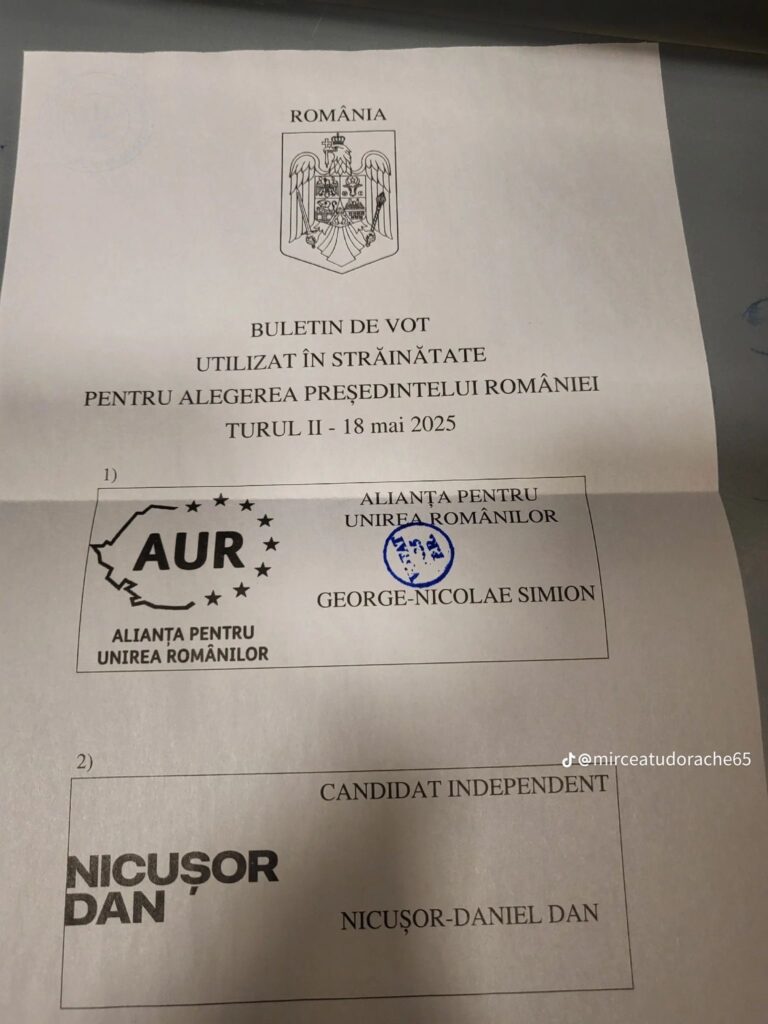 ROMÂNIA
BULETIN DE VOT
UTILIZAT ÎN STRĂINĂTATE
PENTRU ALEGEREA PREȘEDINTELUI ROMÂNIEI
TURUL II - 18 mai 2025
1)
AUR
ALIANȚA PENTRU
UNIREA ROMÂNILOR
ALIANȚA PENTRU
UNIREA ROMÂNILOR
GEORGE-NICOLAE SIMION
@mirceatudorache65
2)
CANDIDAT INDEPENDENT
NICUȘOR
DAN
NICUȘOR-DANIEL DAN